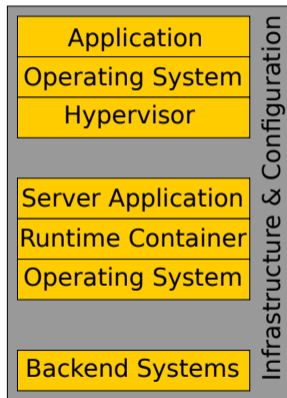 Application
Operating System
Hypervisor
Server Application
Runtime Container
Operating System
Backend Systems
Infrastructure & Configuration